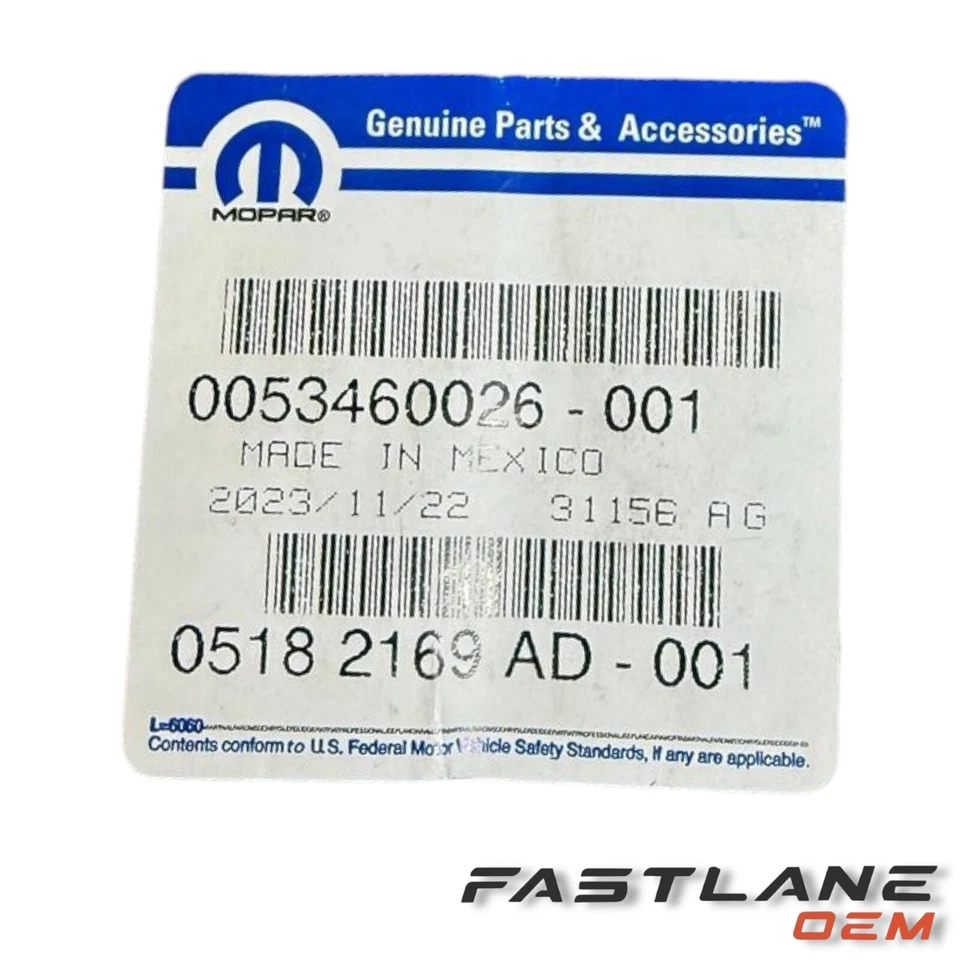 Genuine Parts & Accessories™
MOPAR®
0053460026 - 001
MADE IN MEXICO
2023/11/22 31156 AG
0518 2169 AD - 001
L=6060
Contents conform to U.S. Federal Motor Vehicle Safety Standards, if any are applicable.
FASTLANE
OEM